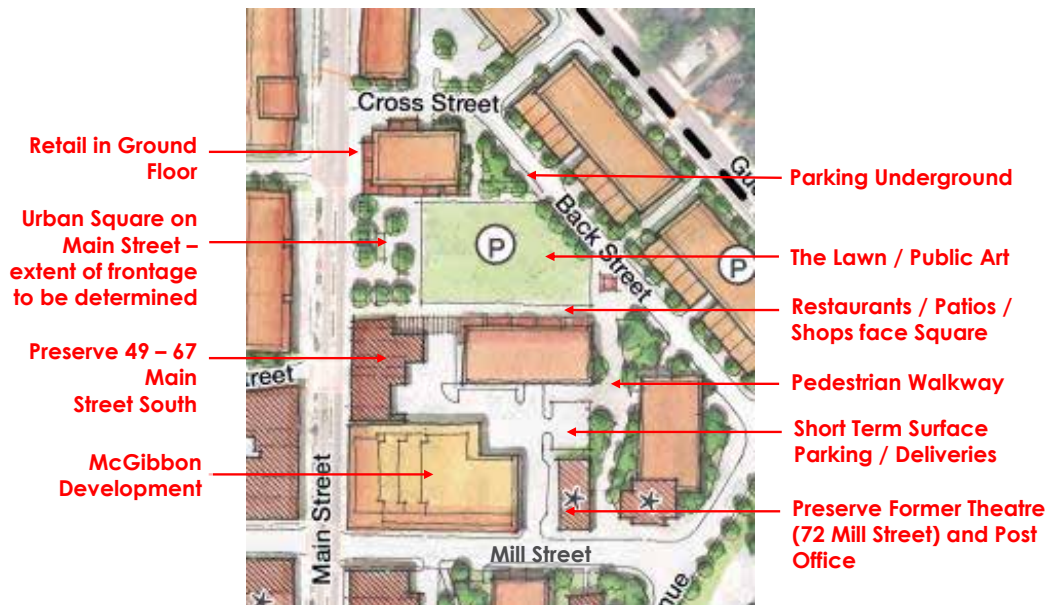 Retail in Ground
Floor
Urban Square on
Main Street –
extent of frontage
to be determined
Preserve 49 – 67
Main
Street South
McGibbon
Development
Cross Street
Back Street
P
P
Main Street
Mill Street
Parking Underground
The Lawn / Public Art
Restaurants / Patios /
Shops face Square
Pedestrian Walkway
Short Term Surface
Parking / Deliveries
Preserve Former Theatre
(72 Mill Street) and Post
Office